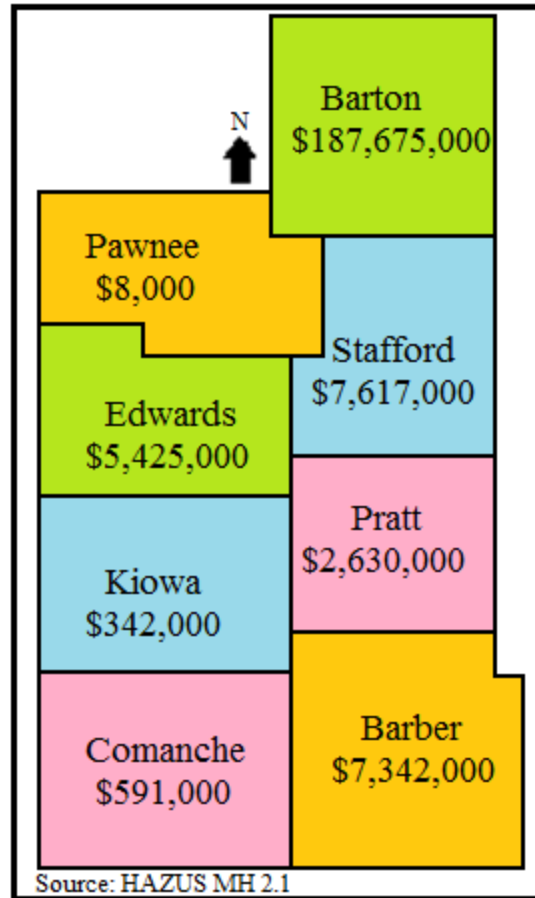 Barton
$187,675,000
N
Pawnee
$8,000
Stafford
$7,617,000
Edwards
$5,425,000
Pratt
$2,630,000
Kiowa
$342,000
Barber
$7,342,000
Comanche
$591,000
Source: HAZUS MH 2.1